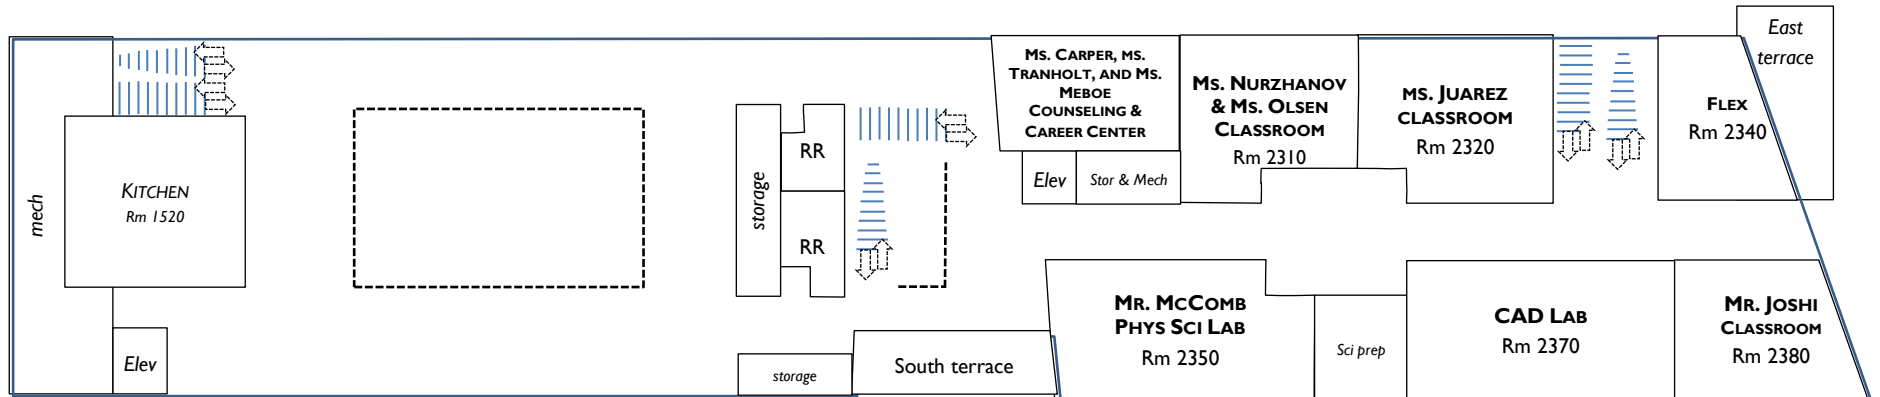 mech
KITCHEN
Rm 1520
Elev
storage
RR
RR
storage
South terrace
MS. CARPER, MS.
TRANHOLT, AND MS.
MEBOE
COUNSELING &
CAREER CENTER
Elev
Stor & Mech
MS. NURZHANOV
& MS. OLSEN
CLASSROOM
Rm 2310
MS. JUAREZ
CLASSROOM
Rm 2320
FLEX
Rm 2340
East
terrace
MR. MCCOMB
PHYS SCI LAB
Rm 2350
Sci prep
CAD LAB
Rm 2370
MR. JOSHI
CLASSROOM
Rm 2380